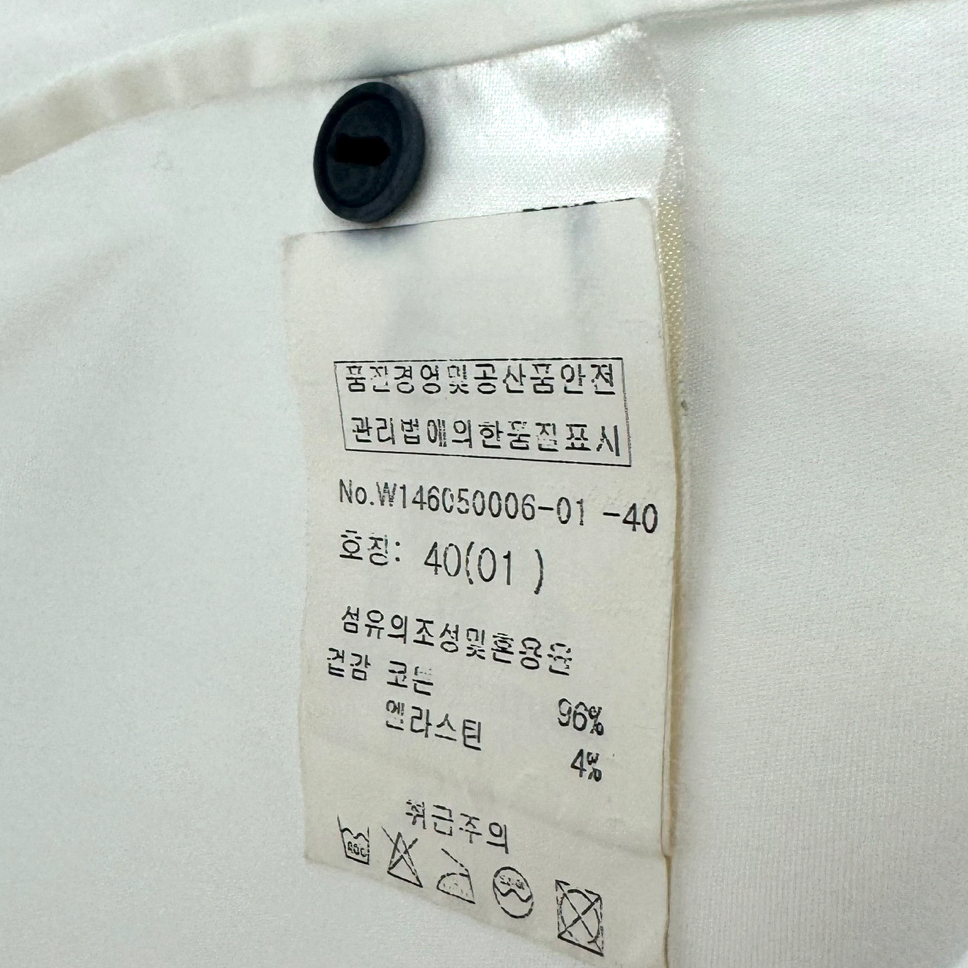 품질경영및공산품안전
관리법에의한품질표시
No.W146050006-01 -40
호칭: 40(01 )
섬유의조성및혼용율
겉감 코튼 96%
엘라스틴 4%
취급주의